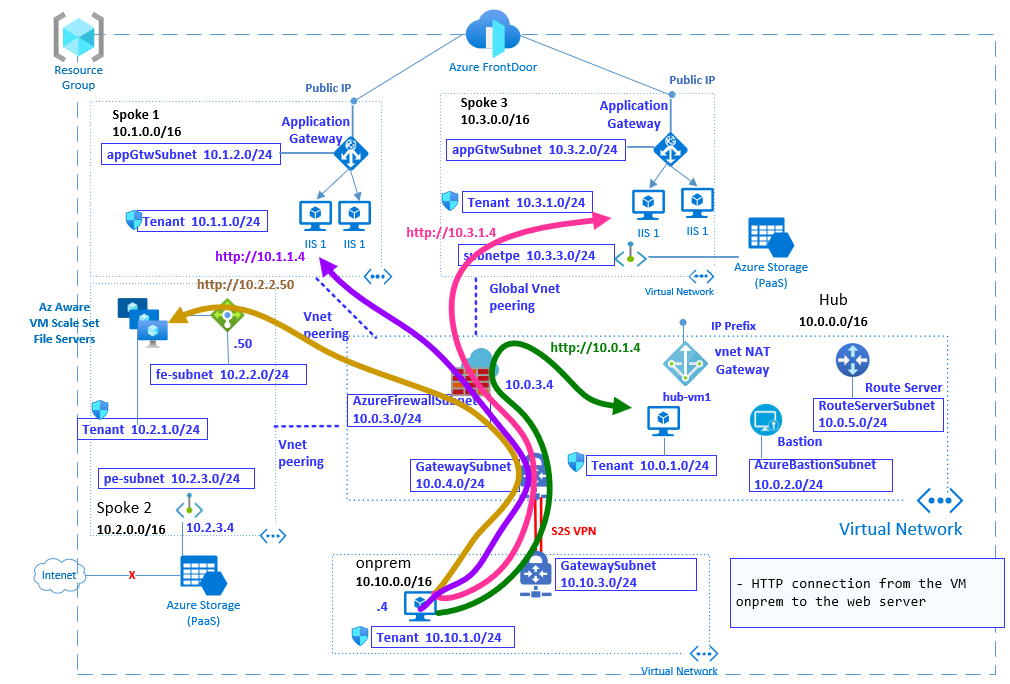 Resource
Group
Azure FrontDoor
Public IP
Public IP
Spoke 1
10.1.0.0/16
Application
Gateway
appGtwSubnet 10.1.2.0/24
Tenant 10.1.1.0/24
IIS 1
IIS 1
http://10.1.1.4
Spoke 3
10.3.0.0/16
Application
Gateway
appGtwSubnet 10.3.2.0/24
Tenant 10.3.1.0/24
IIS 1
IIS 1
http://10.3.1.4
subnetpe 10.3.3.0/24
Azure Storage
(PaaS)
Virtual Network
Global Vnet
peering
http://10.2.2.50
Az Aware
VM Scale Set
File Servers
.50
fe-subnet 10.2.2.0/24
Vnet
peering
Tenant 10.2.1.0/24
Vnet
peering
pe-subnet 10.2.3.0/24
Spoke 2
10.2.0.0/16
10.2.3.4
Intenet
X
Azure Storage
(PaaS)
Hub
10.0.0.0/16
http://10.0.1.4
IP Prefix
vnet NAT
Gateway
10.0.3.4
AzureFirewallSubnet
10.0.3.0/24
hub-vm1
Route Server
RouteServerSubnet
10.0.5.0/24
Bastion
GatewaySubnet
10.0.4.0/24
Tenant 10.0.1.0/24
AzureBastionSubnet
10.0.2.0/24
Virtual Network
S2S VPN
onprem
10.10.0.0/16
.4
GatewaySubnet
10.10.3.0/24
Tenant 10.10.1.0/24
Virtual Network
- HTTP connection from the VM
onprem to the web server